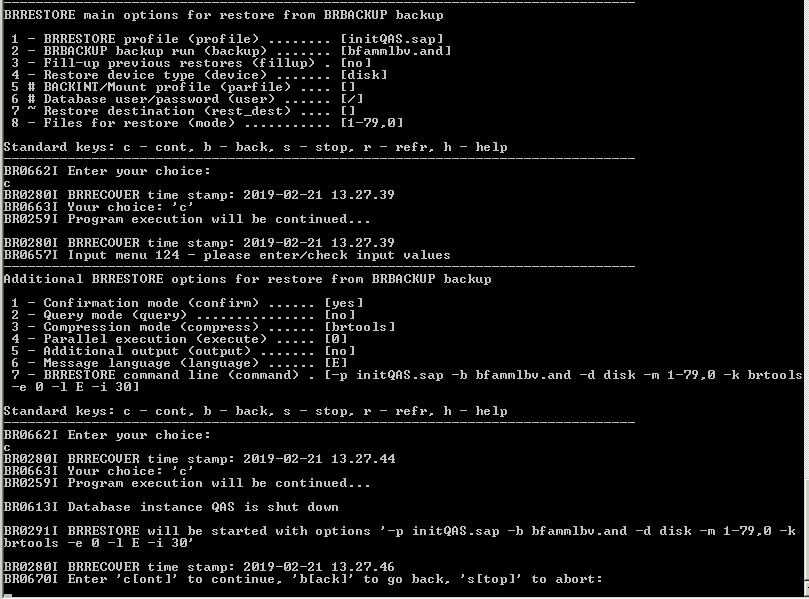 -------------------------------------------------------------------------------
BRRESTORE main options for restore from BRBACKUP backup
1 - BRRESTORE profile (profile) ........ [initQAS.sap]
2 - BRBACKUP backup run (backup) ....... [bfammlbv.and]
3 - Fill-up previous restores (fillup) . [no]
4 - Restore device type (device) ....... [disk]
5 # BACKINT/Mount profile (parfile) .... []
6 # Database user/password (user) ...... [/]
7 ~ Restore destination (rest_dest) .... []
8 - Files for restore (mode) ........... [1-79,0]
Standard keys: c - cont, b - back, s - stop, r - refr, h - help
-------------------------------------------------------------------------------
BR0662I Enter your choice:
c
BR0280I BRRECOVER time stamp: 2019-02-21 13.27.39
BR0663I Your choice: 'c'
BR0259I Program execution will be continued...
BR0280I BRRECOVER time stamp: 2019-02-21 13.27.39
BR0657I Input menu 124 - please enter/check input values
-------------------------------------------------------------------------------
Additional BRRESTORE options for restore from BRBACKUP backup
1 - Confirmation mode (confirm) ...... [yes]
2 - Query mode (query) ............... [no]
3 - Compression mode (compress) ...... [brtools]
4 - Parallel execution (execute) ..... [0]
5 - Additional output (output) ....... [no]
6 - Message language (language) ...... [E]
7 - BRRESTORE command line (command) . [-p initQAS.sap -b bfammlbv.and -d disk -m 1-79,0 -k brtools
-e 0 -l E -i 30]
Standard keys: c - cont, b - back, s - stop, r - refr, h - help
-------------------------------------------------------------------------------
BR0662I Enter your choice:
c
BR0280I BRRECOVER time stamp: 2019-02-21 13.27.44
BR0663I Your choice: 'c'
BR0259I Program execution will be continued...
BR0613I Database instance QAS is shut down
BR0291I BRRESTORE will be started with options '-p initQAS.sap -b bfammlbv.and -d disk -m 1-79,0 -k
brtools -e 0 -l E -i 30'
BR0280I BRRECOVER time stamp: 2019-02-21 13.27.46
BR0670I Enter 'c[ont]' to continue, 'b[ack]' to go back, 's[top]' to abort: